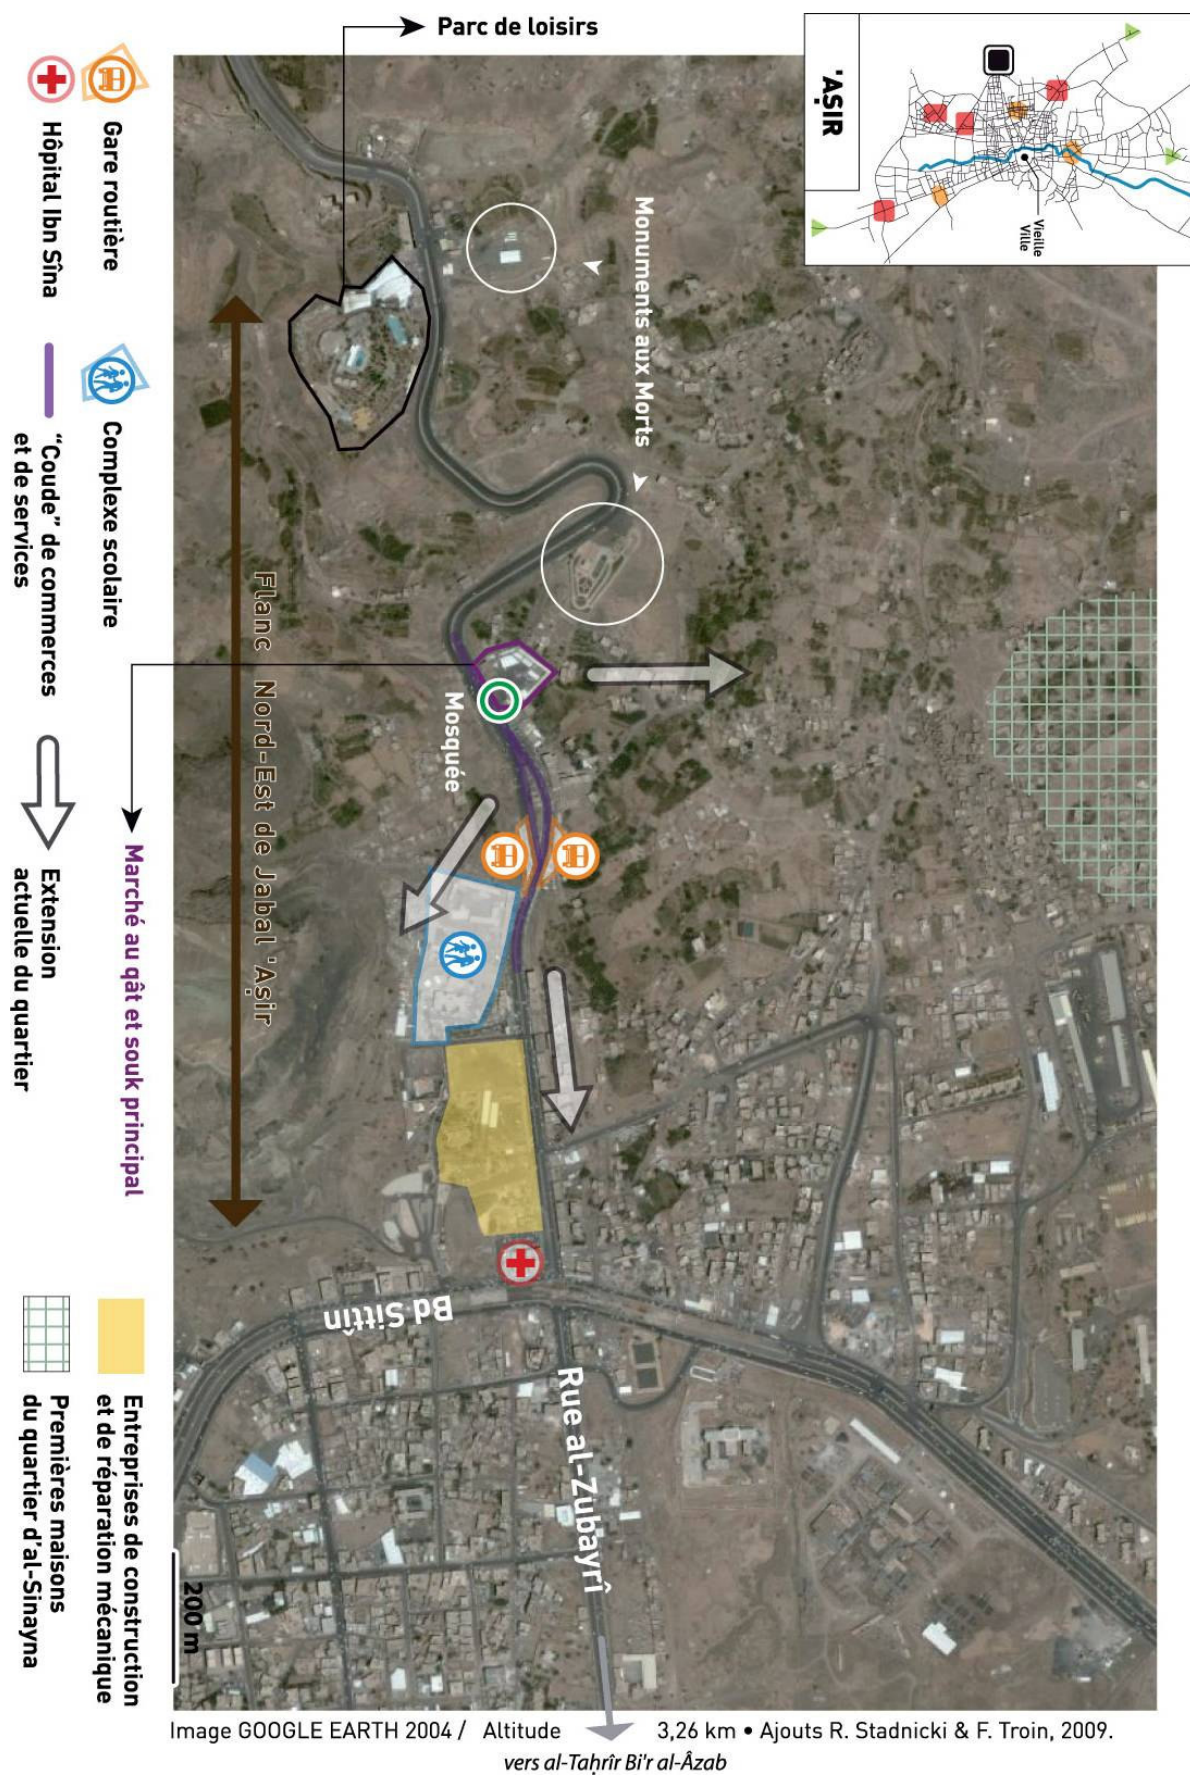 'AṢIR
Vieille
Ville
Parc de loisirs
Monuments aux Morts
Mosquée
Flanc Nord-Est de Jabal 'Aṣir
Bd Sittîn
Rue al-Zubayrî
200 m
Marché au qât et souk principal
Gare routière
Hôpital Ibn Sîna
Complexe scolaire
"Coude" de commerces
et de services
Extension
actuelle du quartier
Entreprises de construction
et de réparation mécanique
Premières maisons
du quartier d'al-Sinayna
Image GOOGLE EARTH 2004 / Altitude 3,26 km • Ajouts R. Stadnicki & F. Troin, 2009.
vers al-Taḥrîr Bi'r al-Âzab